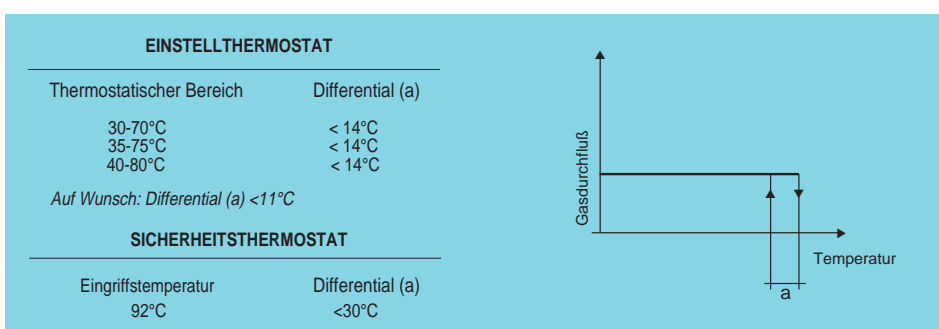 EINSTELLTHERMOSTAT
Thermostatischer Bereich Differential (a)
30-70°C < 14°C
35-75°C < 14°C
40-80°C < 14°C
Auf Wunsch: Differential (a) <11°C
SICHERHEITSTHERMOSTAT
Eingriffstemperatur Differential (a)
92°C <30°C
Gasdurchfluß
Temperatur
a